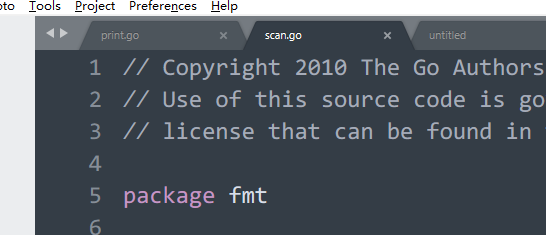 oto Tools Project Preferences Help
print.go × scan.go × untitled
1 // Copyright 2010 The Go Authors
2 // Use of this source code is go
3 // license that can be found in
4
5 package fmt
6